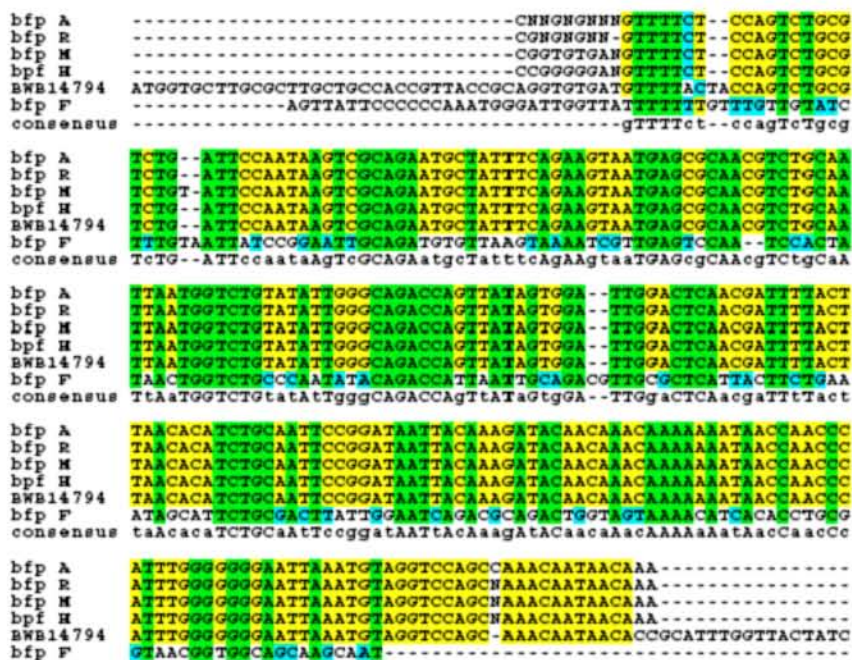 bfp A --------------------------------CNNGNGNNNGTTTTCT--CCAGTCTGCG
bfp R --------------------------------CGNGNGNN-GTTTTCT--CCAGTCTGCG
bfp M --------------------------------CGGTGTGANGTTTTCT--CCAGTCTGCG
bpf H --------------------------------CCGGGGGANGTTTTCT--CCAGTCTGCG
BWB14794 ATGGTGCTTGCGCTTGCTGCCACCGTTACCGCAGGTGTGATGTTTTACTACCAGTCTGCG
bfp F -------------AGTTATTCCCCCCAAATGGGATTGGTTATTTTTTTGTTTGTTGTATC
consensus -----------------------------------------gTTTTct--ccagTctgcg
bfp A TCTG--ATTCCAATAAGTCGCAGAATGCTATTTCAGAAGTAATGAGCGCAACGTCTGCAA
bfp R TCTG--ATTCCAATAAGTCGCAGAATGCTATTTCAGAAGTAATGAGCGCAACGTCTGCAA
bfp M TCTGT-ATTCCAATAAGTCGCAGAATGCTATTTCAGAAGTAATGAGCGCAACGTCTGCAA
bpf H TCTG--ATTCCAATAAGTCGCAGAATGCTATTTCAGAAGTAATGAGCGCAACGTCTGCAA
BWB14794 TCTG--ATTCCAATAAGTCGCAGAATGCTATTTCAGAAGTAATGAGCGCAACGTCTGCAA
bfp F TTTGTAATTATCCGGAATTGCAGATGTGTTAAGTAAAATCGTTGAGTCCAA--TCCACTA
consensus TcTG--ATTccaataAgTcGCAGAatgctatttcagaagtaaTGAGcgCAAcgTctgcaA
bfp A TTAATGGTCTGTATATTGGGCAGACCAGTTATAGTGGA--TTGGACTCAACGATTTTACT
bfp R TTAATGGTCTGTATATTGGGCAGACCAGTTATAGTGGA--TTGGACTCAACGATTTTACT
bfp M TTAATGGTCTGTATATTGGGCAGACCAGTTATAGTGGA--TTGGACTCAACGATTTTACT
bpf H TTAATGGTCTGTATATTGGGCAGACCAGTTATAGTGGA--TTGGACTCAACGATTTTACT
BWB14794 TTAATGGTCTGTATATTGGGCAGACCAGTTATAGTGGA--TTGGACTCAACGATTTTACT
bfp F TAACTGGTCTGCCCAATATACAGACCATTAATTGCAGACGTTGCGCTCATTACTTCTGAA
consensus TtAaTGGTCTGtatAtTgggCAGACCAgTtATagtgGA--TTGgaCTCAacgaTTtTact
bfp A TAACACATCTGCAATTCCGGATAATTACAAAGATACAACAAACAAAAAAATAACCAACCC
bfp R TAACACATCTGCAATTCCGGATAATTACAAAGATACAACAAACAAAAAAATAACCAACCC
bfp M TAACACATCTGCAATTCCGGATAATTACAAAGATACAACAAACAAAAAAATAACCAACCC
bpf H TAACACATCTGCAATTCCGGATAATTACAAAGATACAACAAACAAAAAAATAACCAACCC
BWB14794 TAACACATCTGCAATTCCGGATAATTACAAAGATACAACAAACAAAAAAATAACCAACCC
bfp F ATAGCATTCTGCGACTTATTGGAATCAGACGCAGACTGGTAGTAAAACATCACACCTGCG
consensus taAcacaTCTGCaAtTccggataAttAcaaagAtACaacaAacAAAAaAaTaaCcaaccc
bfp A ATTTGGGGGGGAATTAAATGTAGGTCCAGCCAAACAATAACAAA----------------
bfp R ATTTGGGGGGGAATTAAATGTAGGTCCAGCNAAACAATAACAAA----------------
bfp M ATTTGGGGGGGAATTAAATGTAGGTCCAGCNAAACAATAACAAA----------------
bpf H ATTTGGGGGGGAATTAAATGTAGGTCCAGCNAAACAATAACAAA----------------
BWB14794 ATTTGGGGGGGAATTAAATGTAGGTCCAGC-AAACAATAACACCGCATTTGGTTACTATC
bfp F GTAACGGTGGCAGCAAGCAAT---------------------------------------